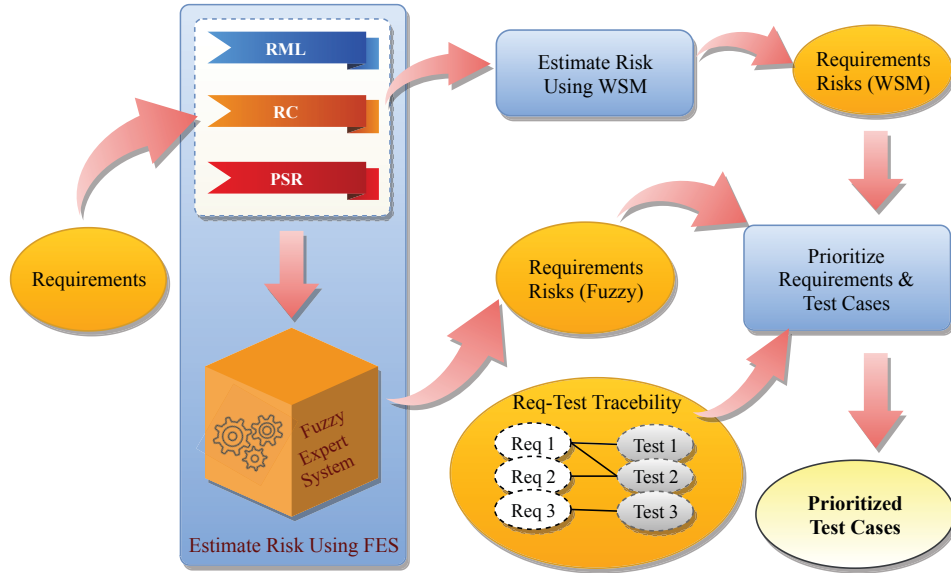 RML
RC
PSR
Requirements
Fuzzy
Expert
System
Estimate Risk Using FES
Estimate Risk
Using WSM
Requirements
Risks (WSM)
Requirements
Risks (Fuzzy)
Prioritize
Requirements &
Test Cases
Req-Test Tracebility
Req 1
Test 1
Req 2
Test 2
Req 3
Test 3
Prioritized
Test Cases